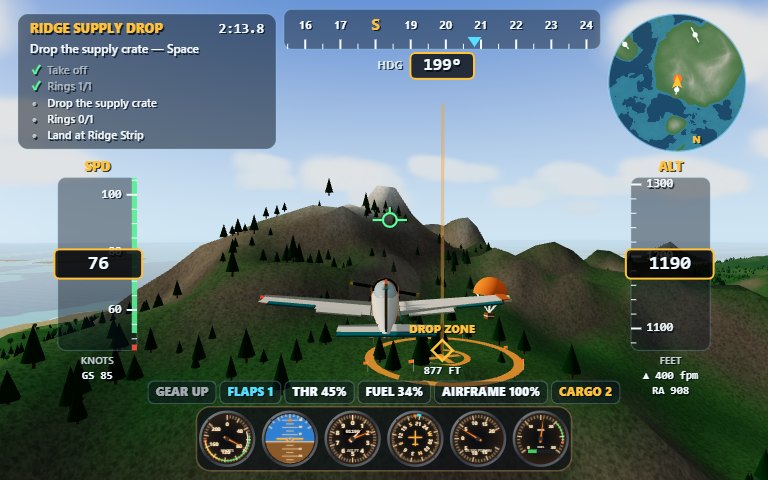 RIDGE SUPPLY DROP 2:13.8
Drop the supply crate — Space
Take off
Rings 1/1
Drop the supply crate
Rings 0/1
Land at Ridge Strip
16 17 S 19 20 21 22 23 24
HDG 199°
N
SPD
100
76
60
KNOTS
GS 85
ALT
1300
1190
1100
FEET
▲ 400 fpm
RA 908
DROP ZONE
877 FT
GEAR UP FLAPS 1 THR 45% FUEL 34% AIRFRAME 100% CARGO 2